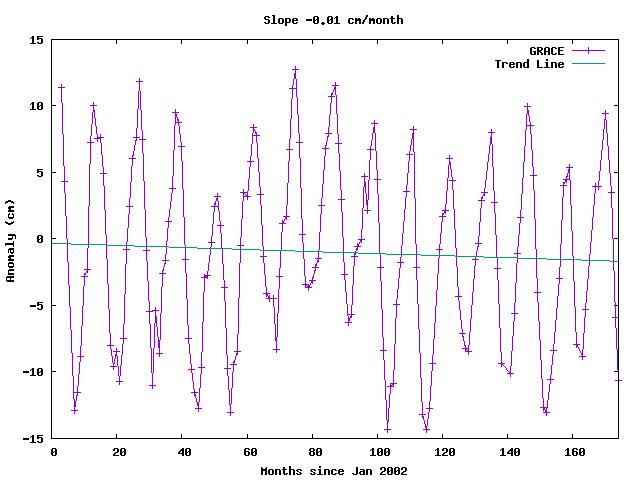 Slope -0.01 cm/month
GRACE
Trend Line
15
10
5
0
-5
-10
-15
Anomaly (cm)
0 20 40 60 80 100 120 140 160
Months since Jan 2002